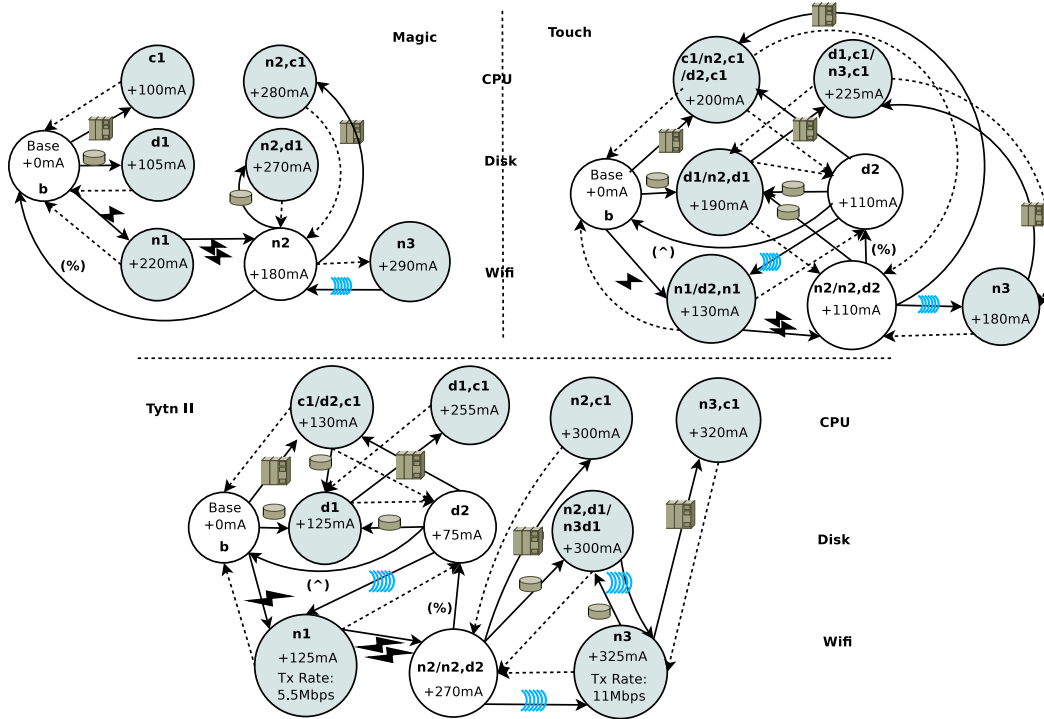 Magic
c1
+100mA
n2,c1
+280mA
CPU
Base
+0mA
b
d1
+105mA
n2,d1
+270mA
Disk
n1
+220mA
(%)
n2
+180mA
n3
+290mA
Wifi
Touch
c1/n2,c1
/d2,c1
+200mA
d1,c1/
n3,c1
+225mA
Base
+0mA
b
d1/n2,d1
+190mA
d2
+110mA
(^)
(%)
n1/d2,n1
+130mA
n2/n2,d2
+110mA
n3
+180mA
Tytn II
c1/d2,c1
+130mA
d1,c1
+255mA
n2,c1
+300mA
n3,c1
+320mA
CPU
Base
+0mA
b
d1
+125mA
d2
+75mA
n2,d1/
n3d1
+300mA
Disk
(^)
(%)
n1
+125mA
Tx Rate:
5.5Mbps
n2/n2,d2
+270mA
n3
+325mA
Tx Rate:
11Mbps
Wifi